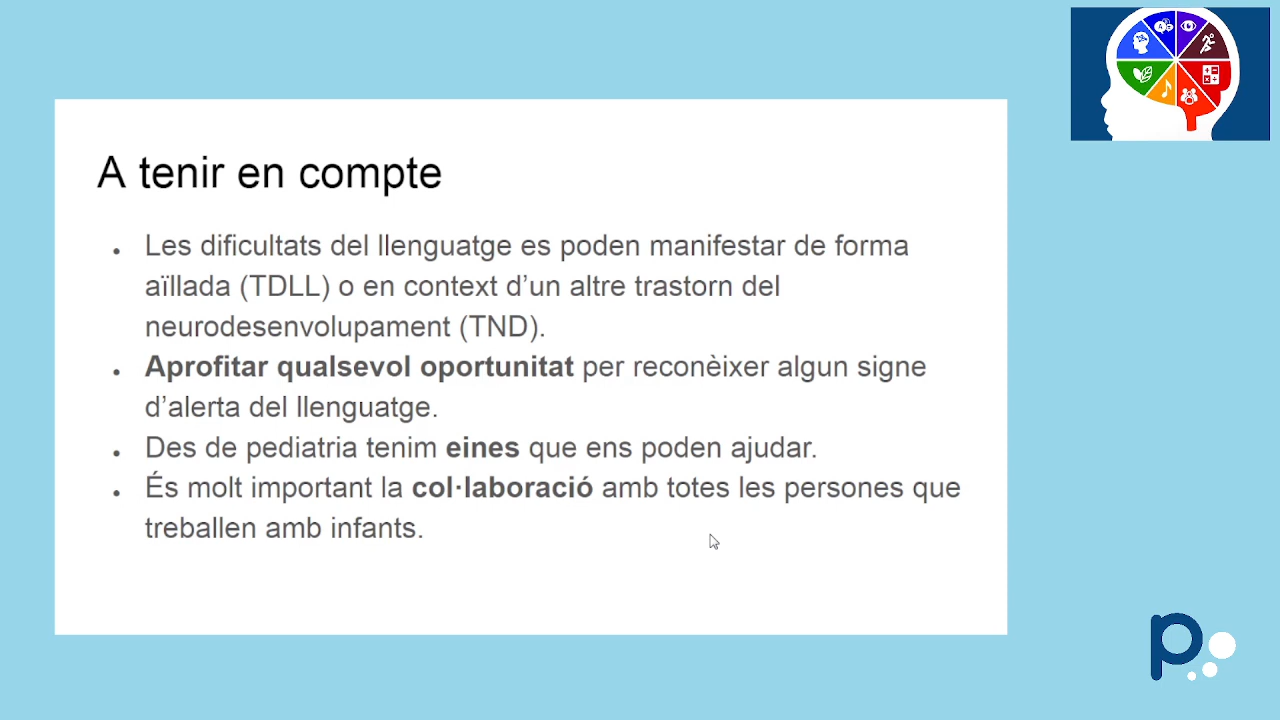 A tenir en compte
● Les dificultats del llenguatge es poden manifestar de forma
aïllada (TDLL) o en context d’un altre trastorn del
neurodesenvolupament (TND).
● Aprofitar qualsevol oportunitat per reconèixer algun signe
d’alerta del llenguatge.
● Des de pediatria tenim eines que ens poden ajudar.
● És molt important la col·laboració amb totes les persones que
treballen amb infants.
p